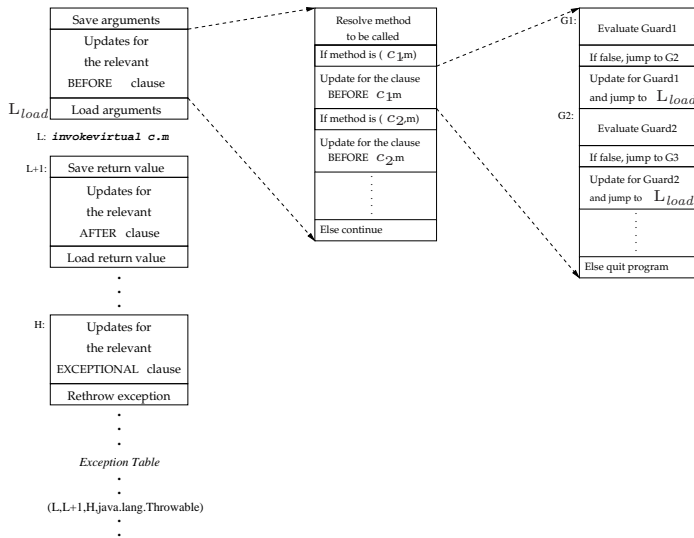 Save arguments
Updates for
the relevant
BEFORE clause
L_load
Load arguments
L: invokevirtual c.m
L+1:
Save return value
Updates for
the relevant
AFTER clause
Load return value
H:
Updates for
the relevant
EXCEPTIONAL clause
Rethrow exception
Exception Table
(L,L+1,H,java.lang.Throwable)
Resolve method
to be called
If method is ( c1,m)
Update for the clause
BEFORE c1.m
If method is ( c2,m)
Update for the clause
BEFORE c2.m
Else continue
G1:
Evaluate Guard1
If false, jump to G2
Update for Guard1
and jump to L_load
G2:
Evaluate Guard2
If false, jump to G3
Update for Guard2
and jump to L_load
Else quit program